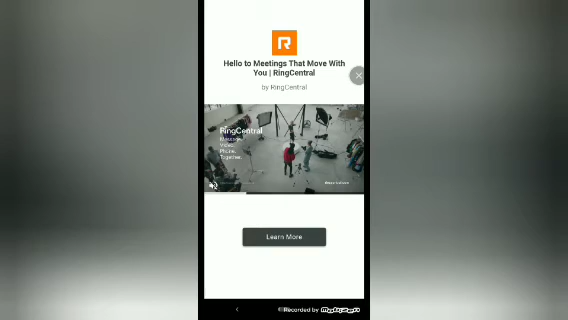 Hello to Meetings That Move With
You | RingCentral
by RingCentral
RingCentral
Message.
Video.
Phone.
Together.
Learn More
Recorded by